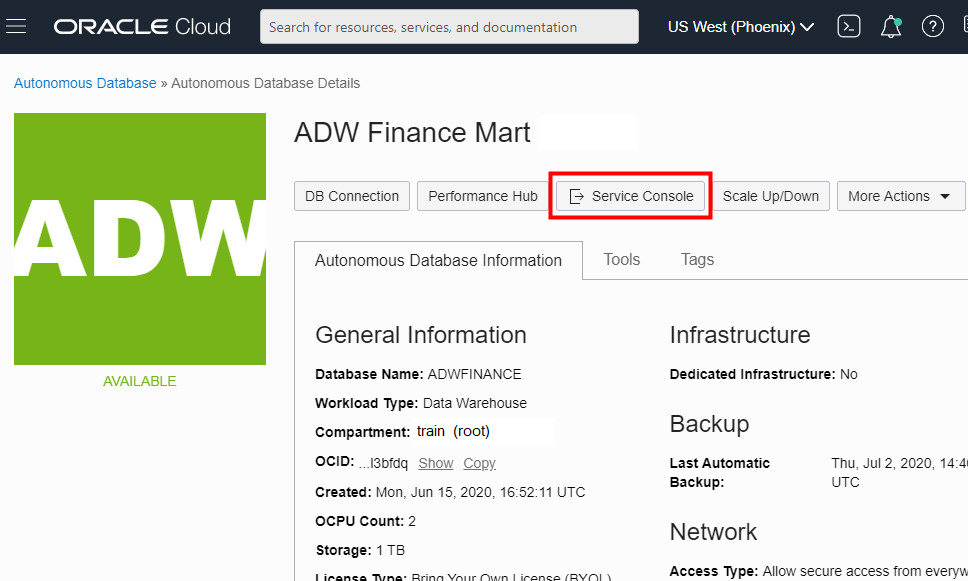 ORACLE Cloud
Search for resources, services, and documentation
US West (Phoenix)
Autonomous Database » Autonomous Database Details
ADW
AVAILABLE
ADW Finance Mart
DB Connection
Performance Hub
Service Console
Scale Up/Down
More Actions
Autonomous Database Information
Tools
Tags
General Information
Database Name: ADWFINANCE
Workload Type: Data Warehouse
Compartment: train (root)
OCID: ...l3bfdq Show Copy
Created: Mon, Jun 15, 2020, 16:52:11 UTC
OCPU Count: 2
Storage: 1 TB
License Type: Bring Your Own License (BYOL)
Infrastructure
Dedicated Infrastructure: No
Backup
Last Automatic Thu, Jul 2, 2020, 14:4
Backup: UTC
Network
Access Type: Allow secure access from everyw